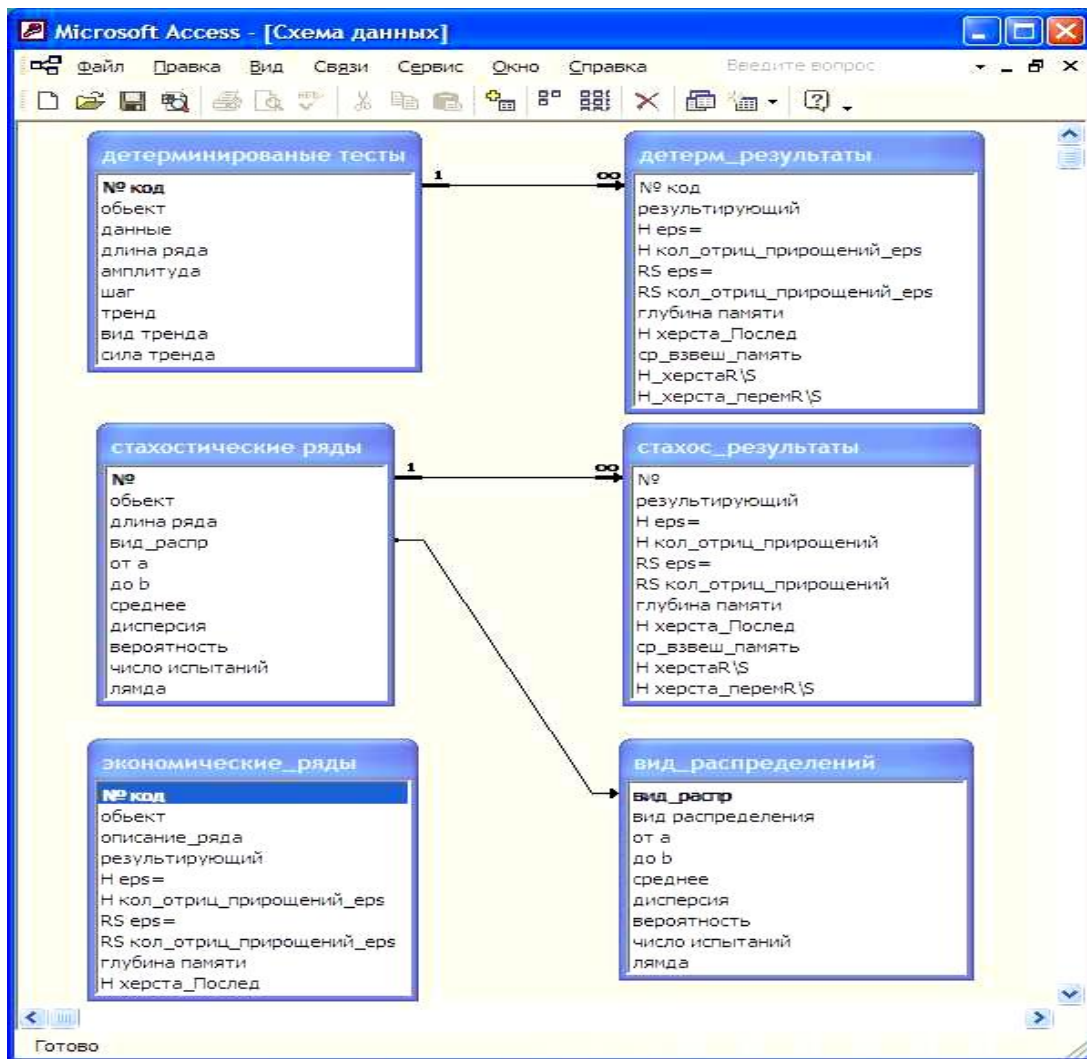 Microsoft Access - [Схема данных]
Файл Правка Вид Связи Сервис Окно Справка Введите вопрос
детерминированые тесты
№ код
обьект
данные
длина ряда
амплитуда
шаг
тренд
вид тренда
сила тренда
1 ∞
детерм_результаты
№ код
результирующий
H eps=
H кол_отриц_прирощений_eps
RS eps=
RS кол_отриц_прирощений_eps
глубина памяти
H херста_Послед
ср_взвеш_память
H_херстаR\S
H_херста_перемR\S
стахостические ряды
№
обьект
длина ряда
вид_распр
от a
до b
среднее
дисперсия
вероятность
число испытаний
лямда
1 ∞
стахос_результаты
№
результирующий
H eps=
H кол_отриц_прирощений
RS eps=
RS кол_отриц_прирощений
глубина памяти
H херста_Послед
ср_взвеш_память
H херстаR\S
H херста_перемR\S
экономические_ряды
№ код
обьект
описание_ряда
результирующий
H eps=
H кол_отриц_прирощений_eps
RS eps=
RS кол_отриц_прирощений_eps
глубина памяти
H херста_Послед
вид_распределений
вид_распр
вид распределения
от a
до b
среднее
дисперсия
вероятность
число испытаний
лямда
Готово